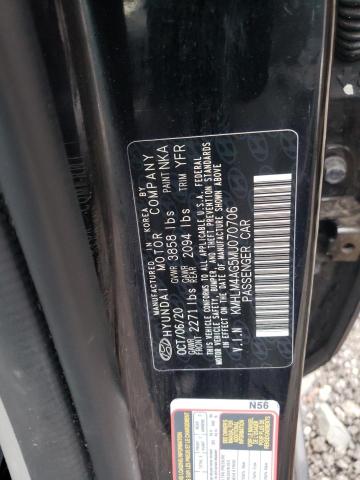 MANUFACTURED IN KOREA BY
HYUNDAI MOTOR COMPANY
OCT/06/20 GVWR 3858 lbs PAINT NKA
GAWR FRONT 2271 lbs GAWR REAR 2094 lbs TRIM YFR
THIS VEHICLE CONFORMS TO ALL APPLICABLE U.S.A FEDERAL
MOTOR VEHICLE SAFETY, BUMPER, AND THEFT PREVENTION STANDARDS
IN EFFECT ON THE DATE OF MANUFACTURE SHOWN ABOVE.
V.I.N KMHLM4AG5MU070706
PASSENGER CAR
N56